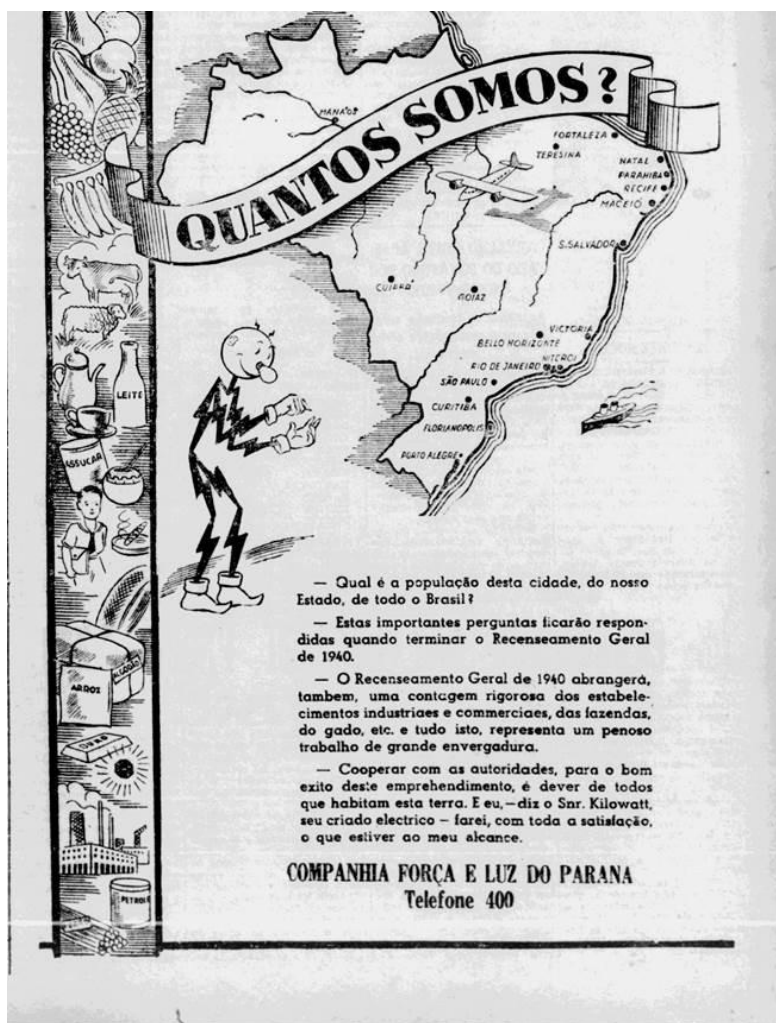 QUANTOS SOMOS?
MANÁOS
FORTALEZA
TERESINA
NATAL
PARAHIBA
RECIFE
MACEIÓ
S. SALVADOR
CUIABÁ
GOIAZ
VICTORIA
BELLO HORIZONTE
NITEROI
RIO DE JANEIRO
SÃO PAULO
CURITIBA
FLORIANOPOLIS
PORTO ALEGRE
LEITE
ASSUCAR
ALGODÃO
ARROZ
OURO
PETROLEO
— Qual é a população desta cidade, do nosso
Estado, de todo o Brasil?
— Estas importantes perguntas ficarão respon-
didas quando terminar o Recenseamento Geral
de 1940.
— O Recenseamento Geral de 1940 abrangerá,
tambem, uma contagem rigorosa dos estabele-
cimentos industriaes e commerciaes, das fazendas,
do gado, etc. e tudo isto, representa um penoso
trabalho de grande envergadura.
— Cooperar com as autoridades, para o bom
exito deste emprehendimento, é dever de todos
que habitam esta terra. E eu, — diz o Snr. Kilowatt,
seu criado electrico — farei, com toda a satisfação,
o que estiver ao meu alcance.
COMPANHIA FORÇA E LUZ DO PARANA
Telefone 400